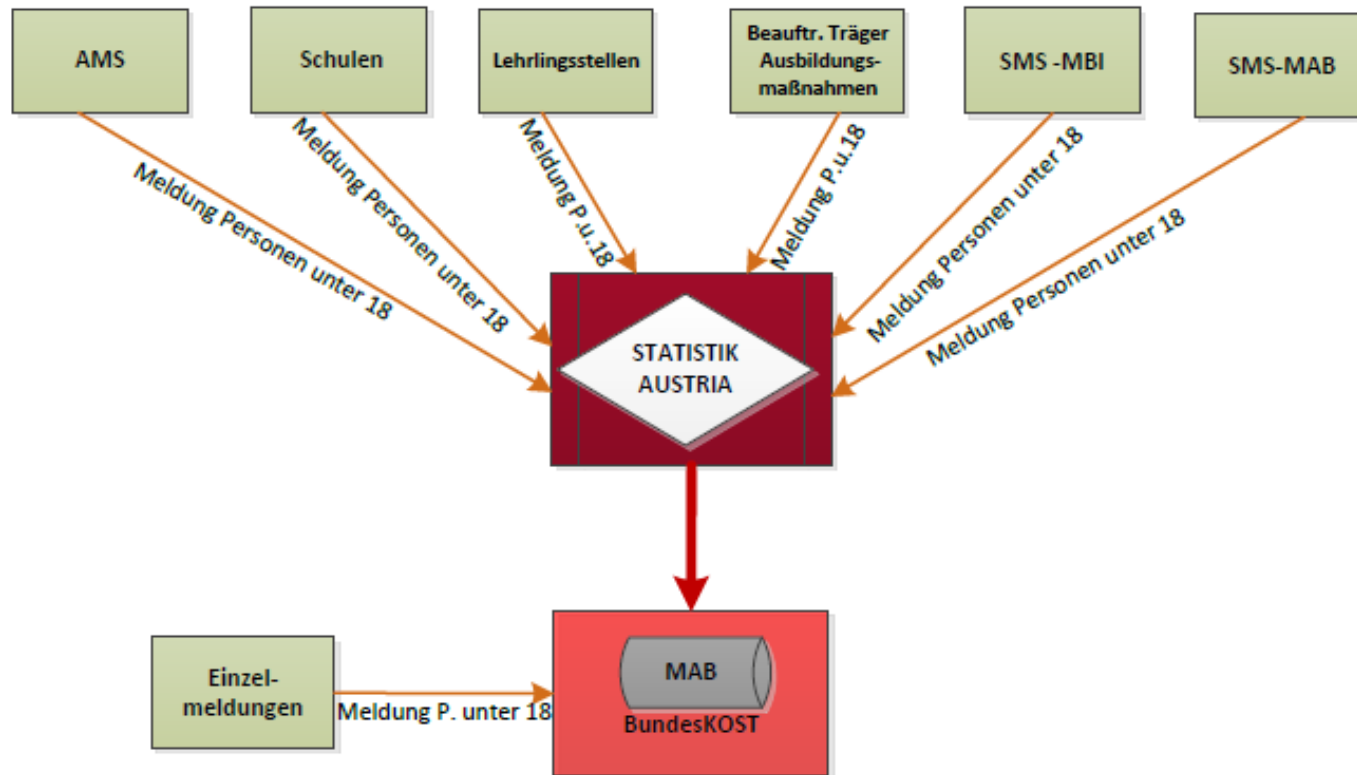 AMS
Schulen
Lehrlingsstellen
Beauftr. Träger
Ausbildungs-
maßnahmen
SMS -MBI
SMS-MAB
Meldung Personen unter 18
Meldung Personen unter 18
Meldung P.u.18
Meldung P.u.18
Meldung Personen unter 18
Meldung Personen unter 18
STATISTIK
AUSTRIA
Einzel-
meldungen
Meldung P. unter 18
MAB
BundesKOST